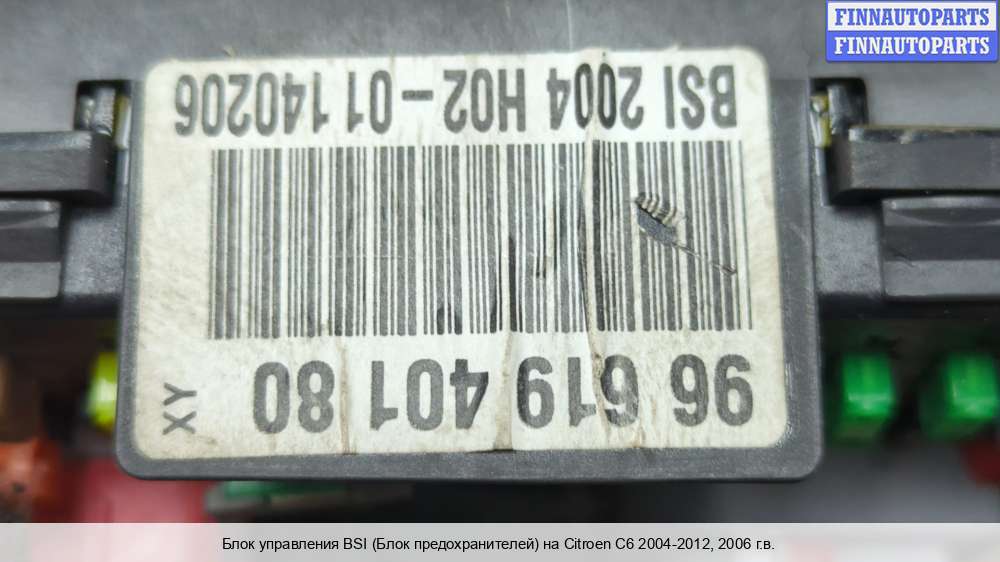 FINNAUTOPARTS
FINNAUTOPARTS
96 619 401 80 XY
BSI 2004 H02-01 140206
Блок управления BSI (Блок предохранителей) на Citroen C6 2004-2012, 2006 г.в.